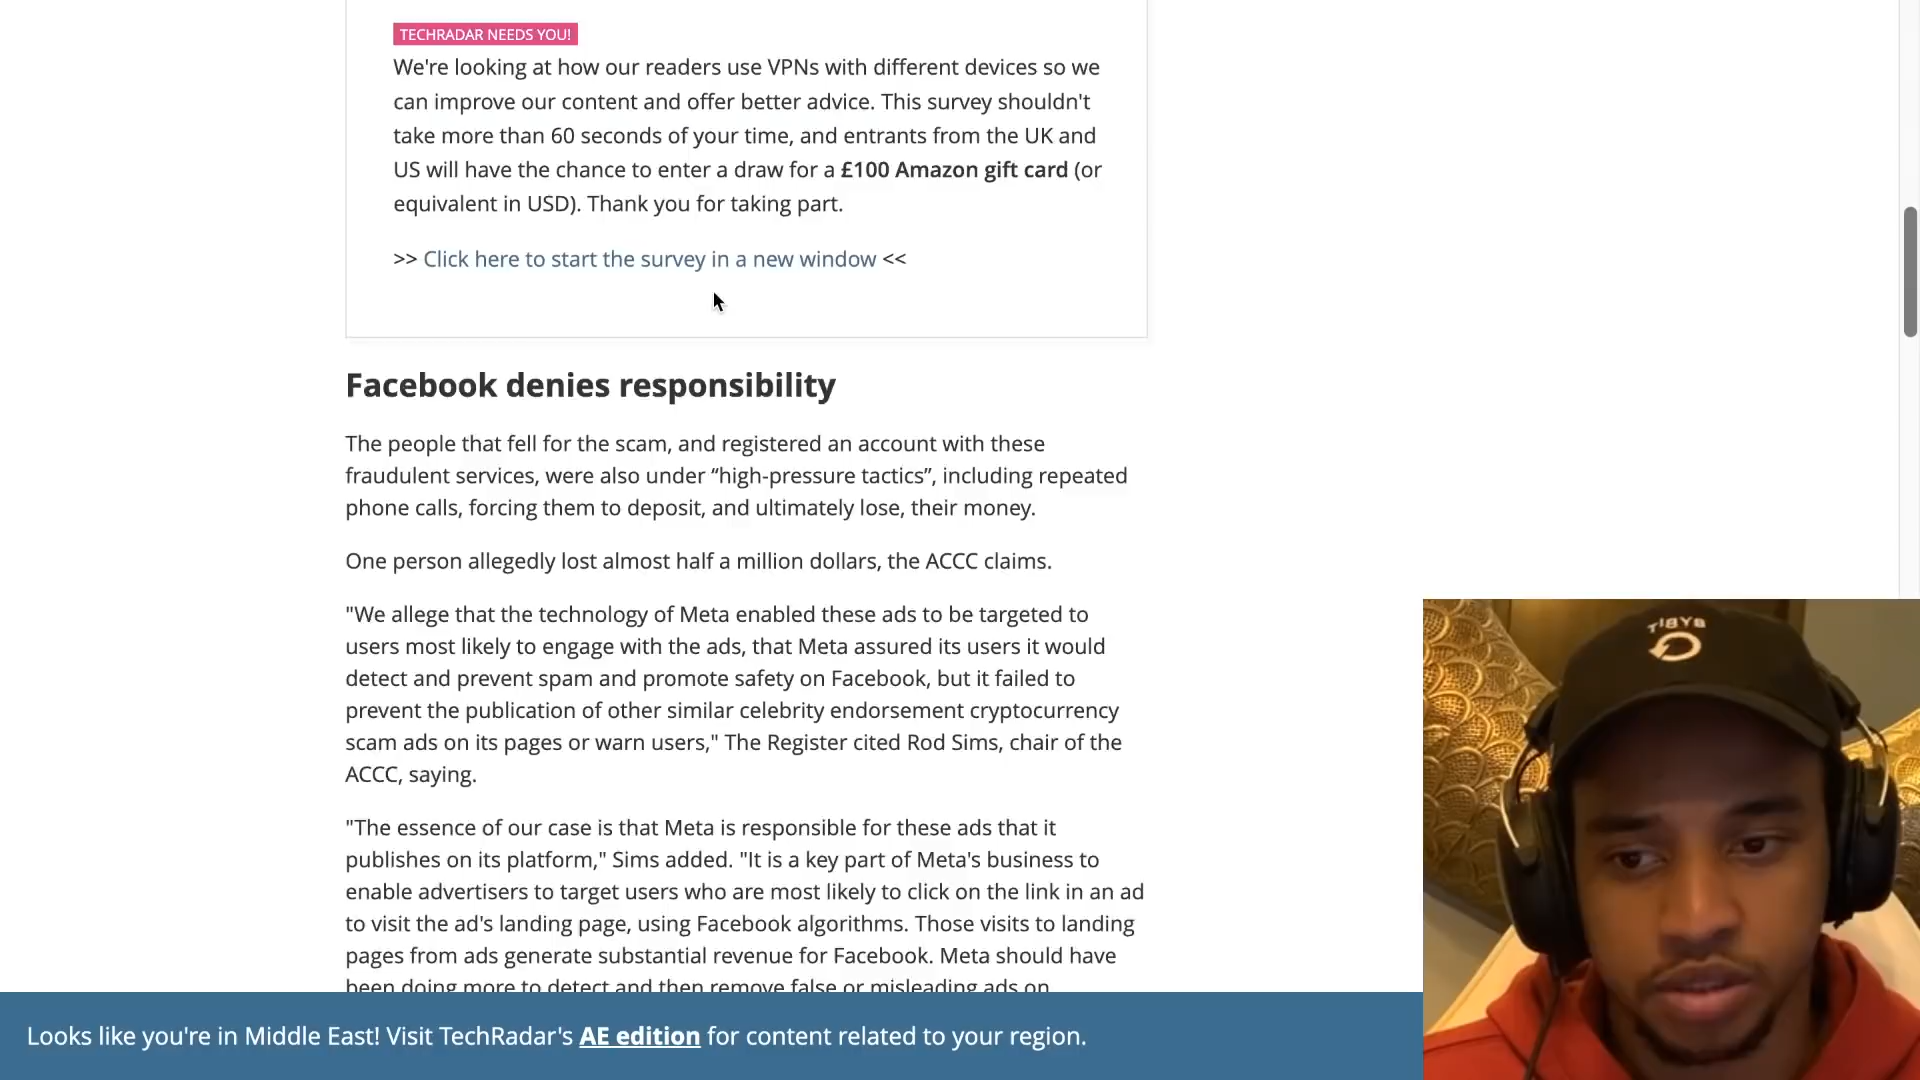 TECHRADAR NEEDS YOU!
We're looking at how our readers use VPNs with different devices so we
can improve our content and offer better advice. This survey shouldn't
take more than 60 seconds of your time, and entrants from the UK and
US will have the chance to enter a draw for a £100 Amazon gift card (or
equivalent in USD). Thank you for taking part.
>> Click here to start the survey in a new window <<
Facebook denies responsibility
The people that fell for the scam, and registered an account with these
fraudulent services, were also under “high-pressure tactics”, including repeated
phone calls, forcing them to deposit, and ultimately lose, their money.
One person allegedly lost almost half a million dollars, the ACCC claims.
"We allege that the technology of Meta enabled these ads to be targeted to
users most likely to engage with the ads, that Meta assured its users it would
detect and prevent spam and promote safety on Facebook, but it failed to
prevent the publication of other similar celebrity endorsement cryptocurrency
scam ads on its pages or warn users," The Register cited Rod Sims, chair of the
ACCC, saying.
"The essence of our case is that Meta is responsible for these ads that it
publishes on its platform," Sims added. "It is a key part of Meta's business to
enable advertisers to target users who are most likely to click on the link in an ad
to visit the ad's landing page, using Facebook algorithms. Those visits to landing
pages from ads generate substantial revenue for Facebook. Meta should have
been doing more to detect and then remove false or misleading ads on
Looks like you're in Middle East! Visit TechRadar's AE edition for content related to your region.